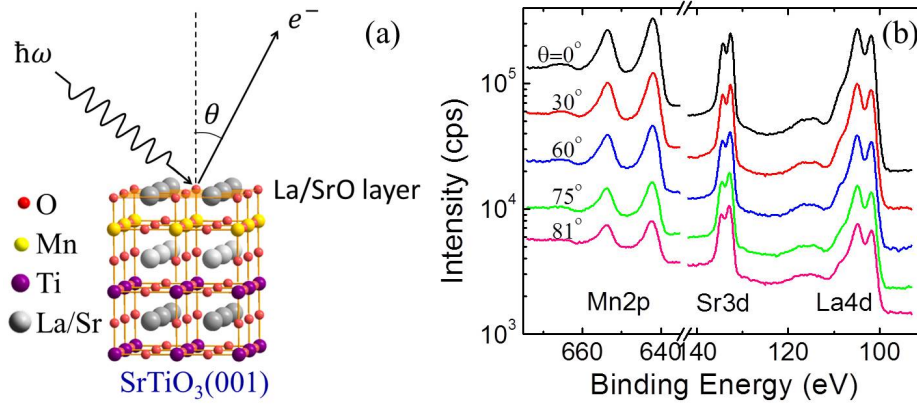 (a)
e⁻
ħω
θ
La/SrO layer
O
Mn
Ti
La/Sr
SrTiO₃(001)
(b)
Intensity (cps)
10⁵
10⁴
10³
θ=0°
30°
60°
75°
81°
Mn2p
Sr3d
La4d
660
640
140
120
100
Binding Energy (eV)